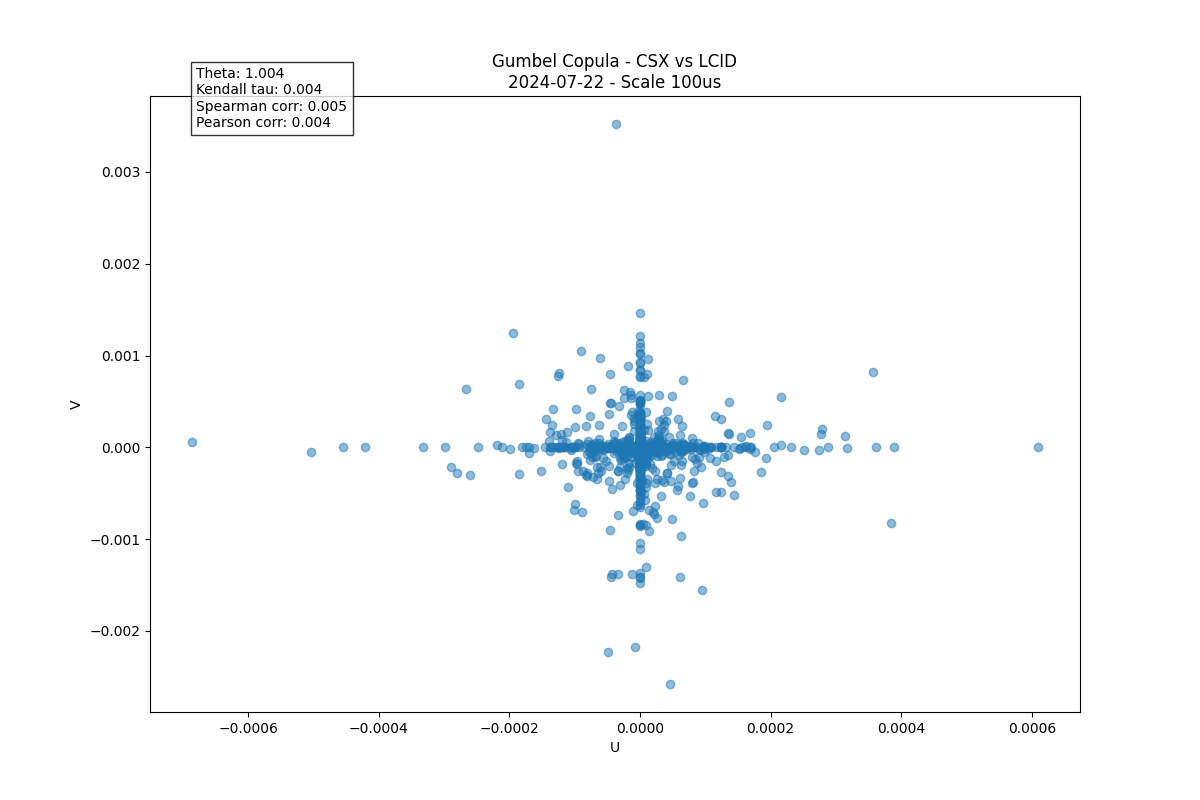 Gumbel Copula - CSX vs LCID
2024-07-22 - Scale 100us
Theta: 1.004
Kendall tau: 0.004
Spearman corr: 0.005
Pearson corr: 0.004
0.003
0.002
0.001
0.000
−0.001
−0.002
V
−0.0006 −0.0004 −0.0002 0.0000 0.0002 0.0004 0.0006
U